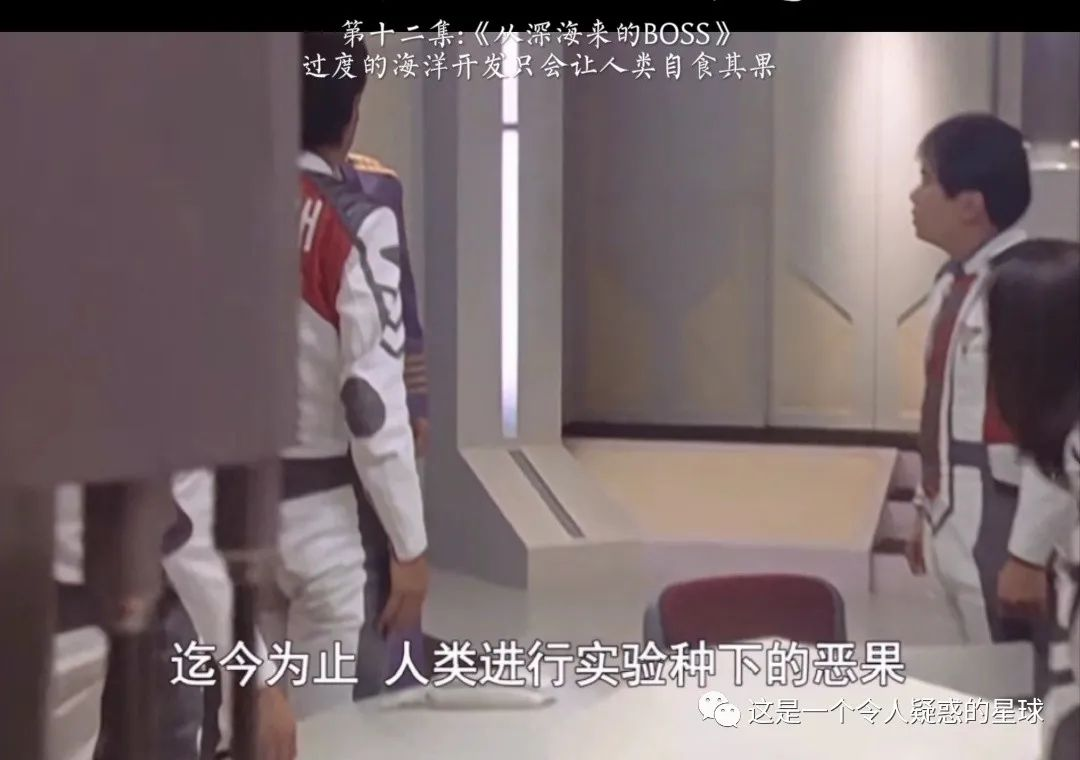 第十二集:《从深海来的BOSS》
过度的海洋开发只会让人类自食其果
H
迄今为止 人类进行实验种下的恶果
这是一个令人疑惑的星球